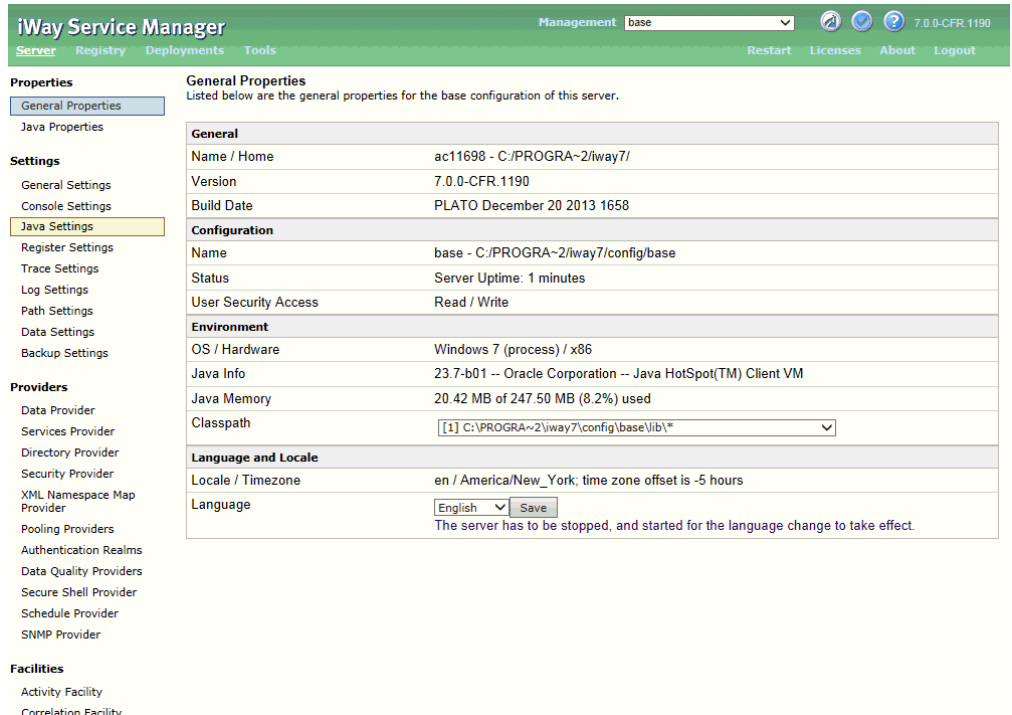 iWay Service Manager
Management base 7.0.0-CFR.1190
Server Registry Deployments Tools Restart Licenses About Logout
Properties
General Properties
Java Properties
Settings
General Settings
Console Settings
Java Settings
Register Settings
Trace Settings
Log Settings
Path Settings
Data Settings
Backup Settings
Providers
Data Provider
Services Provider
Directory Provider
Security Provider
XML Namespace Map
Provider
Pooling Providers
Authentication Realms
Data Quality Providers
Secure Shell Provider
Schedule Provider
SNMP Provider
Facilities
Activity Facility
Correlation Facility
General Properties
Listed below are the general properties for the base configuration of this server.
General
Name / Home ac11698 - C:/PROGRA~2/iway7/
Version 7.0.0-CFR.1190
Build Date PLATO December 20 2013 1658
Configuration
Name base - C:/PROGRA~2/iway7/config/base
Status Server Uptime: 1 minutes
User Security Access Read / Write
Environment
OS / Hardware Windows 7 (process) / x86
Java Info 23.7-b01 -- Oracle Corporation -- Java HotSpot(TM) Client VM
Java Memory 20.42 MB of 247.50 MB (8.2%) used
Classpath [1] C:\PROGRA~2\iway7\config\base\lib\*
Language and Locale
Locale / Timezone en / America/New_York; time zone offset is -5 hours
Language English Save
The server has to be stopped, and started for the language change to take effect.